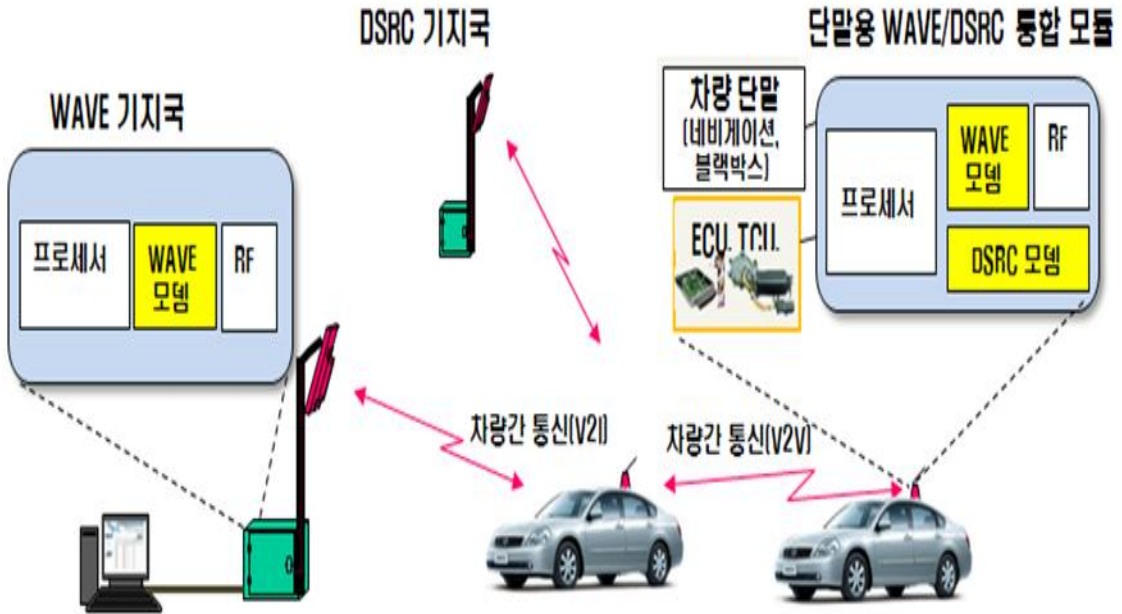 DSRC 기지국
단말용 WAVE/DSRC 통합 모듈
WAVE 기지국
프로세서
WAVE
모뎀
RF
차량 단말
(네비게이션,
블랙박스)
ECU, TCU,
프로세서
WAVE
모뎀
RF
DSRC 모뎀
차량간 통신(V2I)
차량간 통신(V2V)